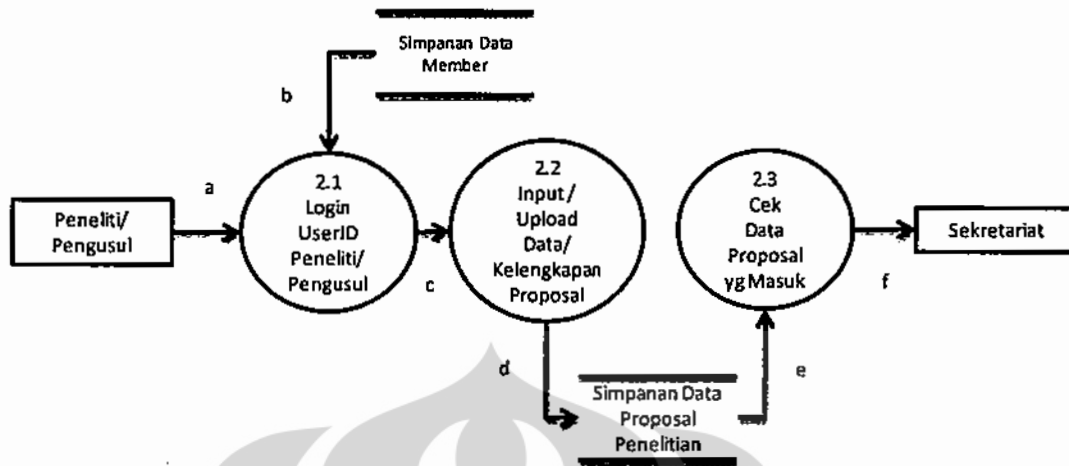 Simpanan Data
Member
b
a
Peneliti/
Pengusul
2.1
Login
UserID
Peneliti/
Pengusul
c
2.2
Input/
Upload
Data/
Kelengkapan
Proposal
d
Simpanan Data
Proposal
Penelitian
e
2.3
Cek
Data
Proposal
yg Masuk
f
Sekretariat